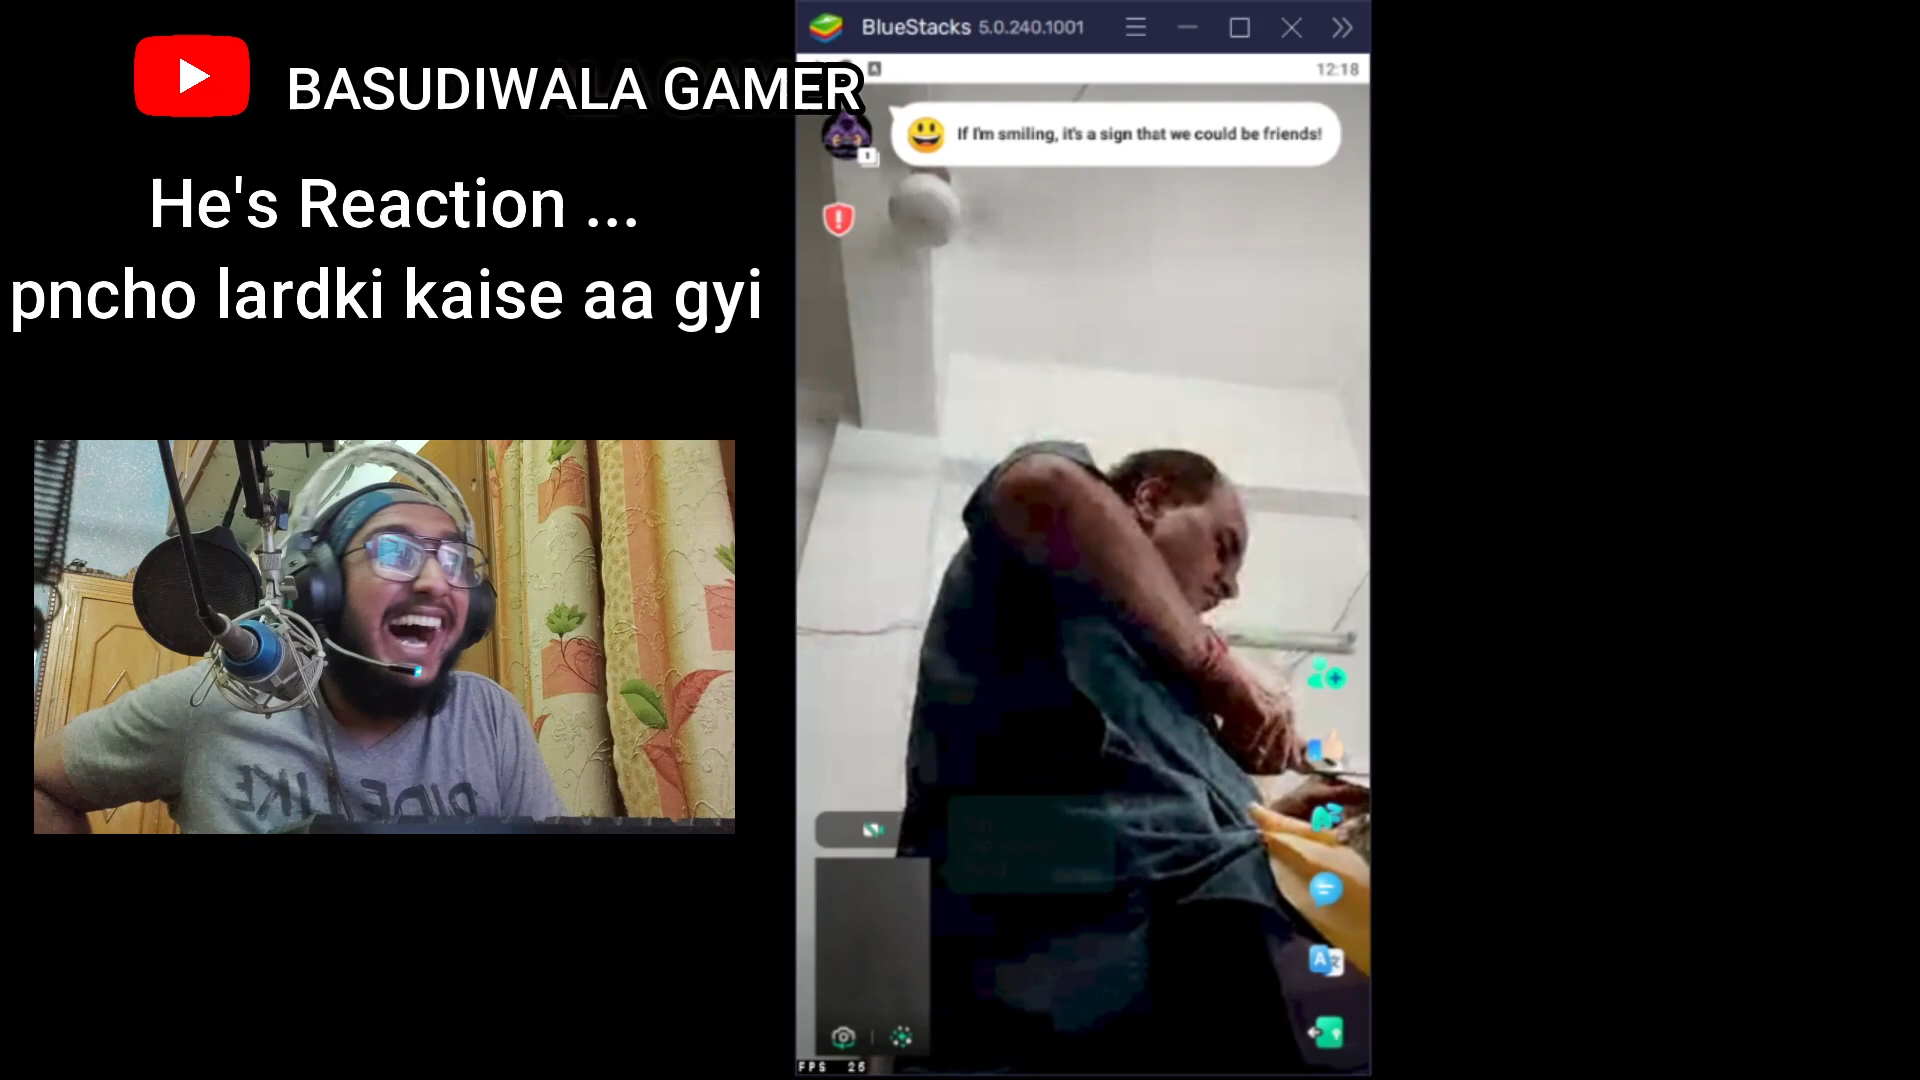 BlueStacks 5.0.240.1001
12:18
BASUDIWALA GAMER
If I'm smiling, it's a sign that we could be friends!
1
He's Reaction ...
pncho lardki kaise aa gyi
FPS 26